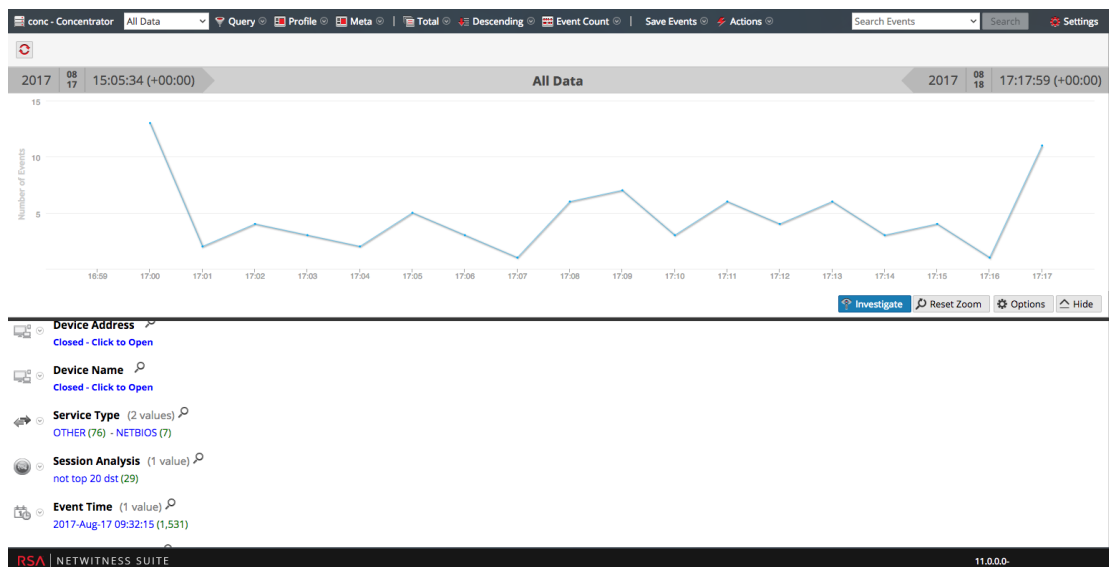 conc - Concentrator All Data Query Profile Meta | Total Descending Event Count | Save Events Actions Search Events Search Settings
2017 08 17 15:05:34 (+00:00) All Data 2017 08 18 17:17:59 (+00:00)
15
10
5
Number of Events
16:59 17:00 17:01 17:02 17:03 17:04 17:05 17:06 17:07 17:08 17:09 17:10 17:11 17:12 17:13 17:14 17:15 17:16 17:17
Investigate Reset Zoom Options Hide
Device Address
Closed - Click to Open
Device Name
Closed - Click to Open
Service Type (2 values)
OTHER (76) - NETBIOS (7)
Session Analysis (1 value)
not top 20 dst (29)
Event Time (1 value)
2017-Aug-17 09:32:15 (1,531)
RSA | NETWITNESS SUITE 11.0.0.0-